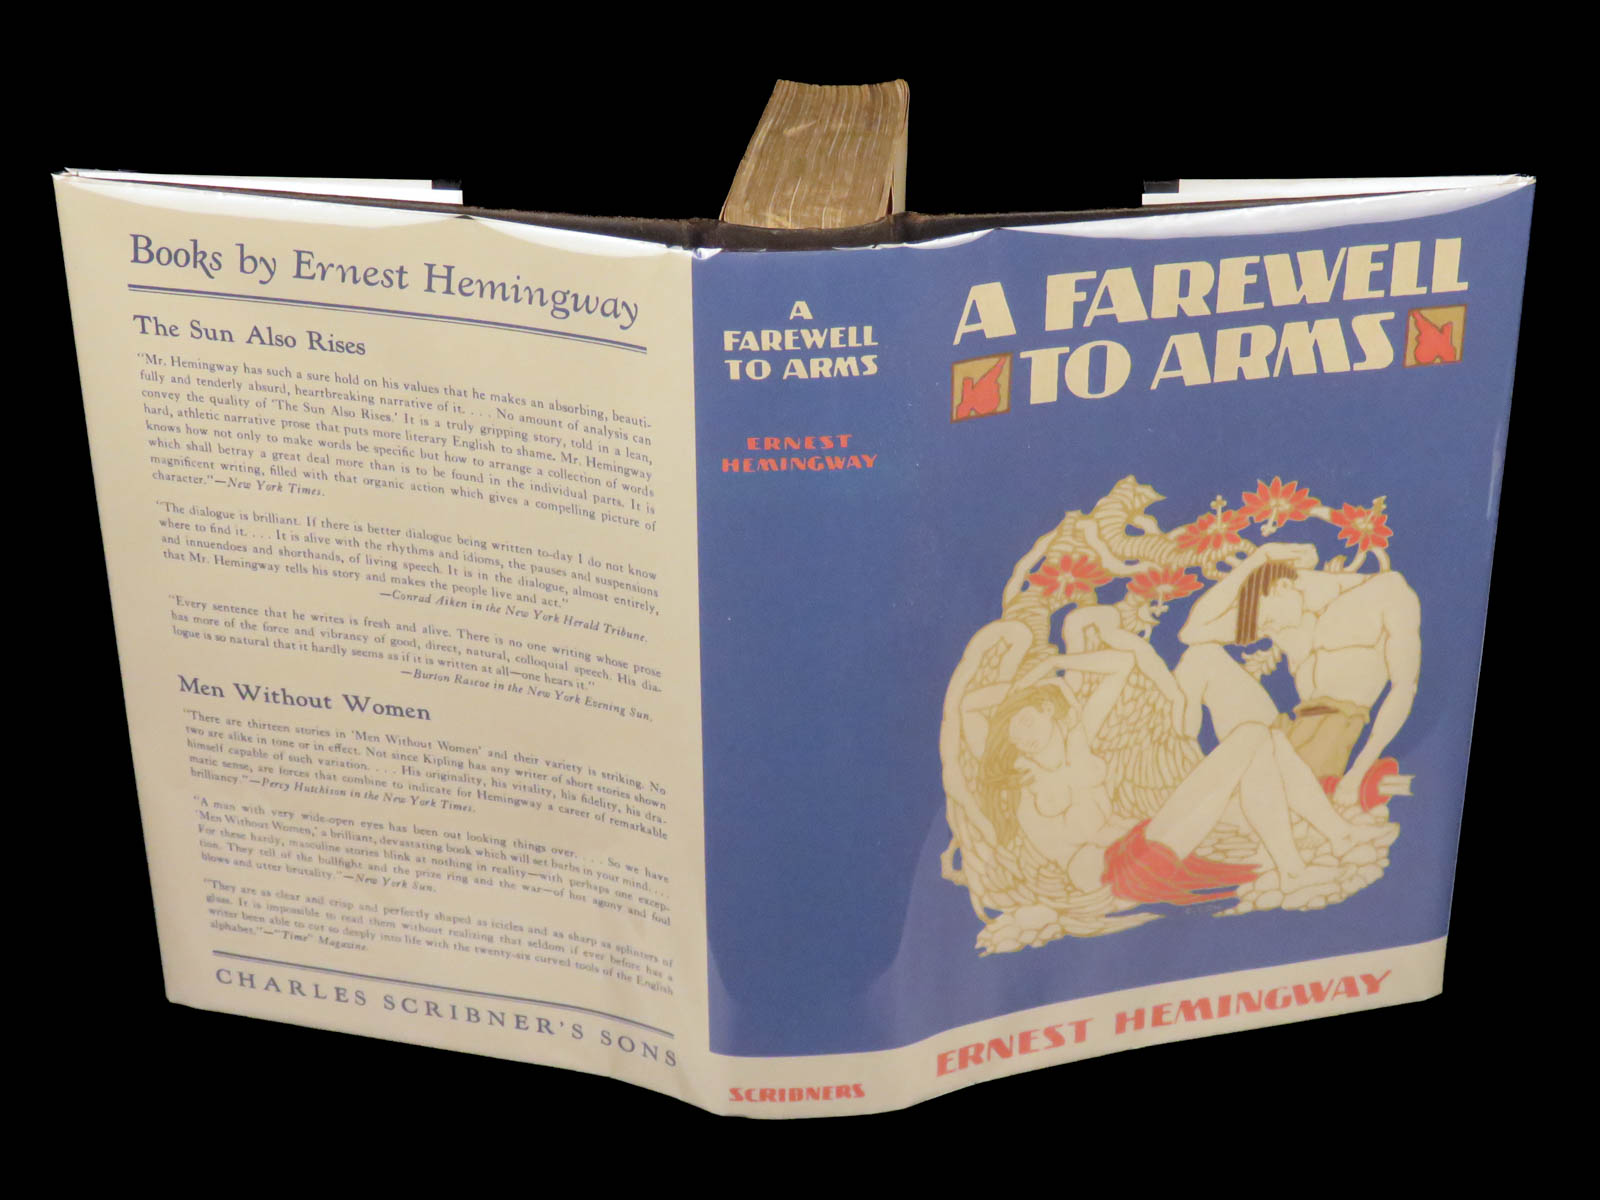 Books by Ernest Hemingway
The Sun Also Rises
"Mr. Hemingway has such a sure hold on his values that he makes an absorbing, beauti-
fully and tenderly absurd, heartbreaking narrative of it. . . . No amount of analysis can
convey the quality of 'The Sun Also Rises.' It is a truly gripping story, told in a lean,
hard, athletic narrative prose that puts more literary English to shame. Mr. Hemingway
knows how not only to make words be specific but how to arrange a collection of words
which shall betray a great deal more than is to be found in the individual parts. It is
magnificent writing, filled with that organic action which gives a compelling picture of
character."—New York Times.
"The dialogue is brilliant. If there is better dialogue being written to-day I do not know
where to find it. . . . It is alive with the rhythms and idioms, the pauses and suspensions
and innuendoes and shorthands, of living speech. It is in the dialogue, almost entirely,
that Mr. Hemingway tells his story and makes the people live and act."
—Conrad Aiken in the New York Herald Tribune.
"Every sentence that he writes is fresh and alive. There is no one writing whose prose
has more of the force and vibrancy of good, direct, natural, colloquial speech. His dia-
logue is so natural that it hardly seems as if it is written at all—one hears it."
—Burton Rascoe in the New York Evening Sun.
Men Without Women
"There are thirteen stories in 'Men Without Women' and their variety is striking. No
two are alike in tone or in effect. Not since Kipling has any writer of short stories shown
himself capable of such variation. . . . His originality, his vitality, his fidelity, his dra-
matic sense, are forces that combine to indicate for Hemingway a career of remarkable
brilliancy."—Percy Hutchison in the New York Times.
"A man with very wide-open eyes has been out looking things over. . . . So we have
'Men Without Women,' a brilliant, devastating book which will set barbs in your mind. . . .
For these hardy, masculine stories blink at nothing in reality—with perhaps one excep-
tion. They tell of the bullfight and the prize ring and the war—of hot agony and foul
blows and utter brutality."—New York Sun.
"They are as clear and crisp and perfectly shaped as icicles and as sharp as splinters of
glass. It is impossible to read them without realizing that seldom if ever before has a
writer been able to cut so deeply into life with the twenty-six curved tools of the English
alphabet."—"Time" Magazine.
CHARLES SCRIBNER'S SONS
A
FAREWELL
TO ARMS
ERNEST
HEMINGWAY
SCRIBNERS
A FAREWELL
TO ARMS
ERNEST HEMINGWAY